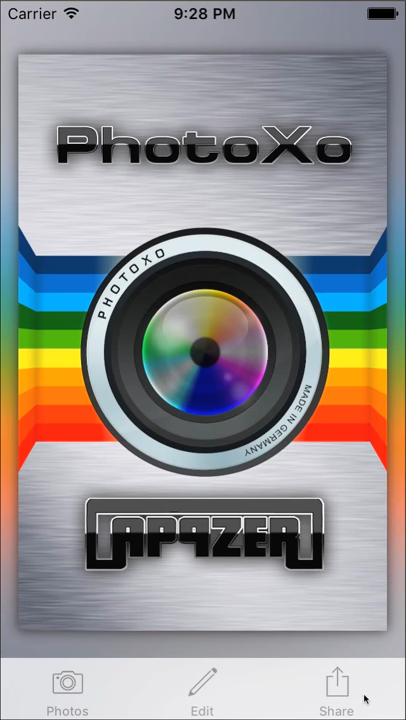 Carrier 9:28 PM
PhotoXo
PHOTOXO
MADE IN GERMANY
APPZER
Photos Edit Share